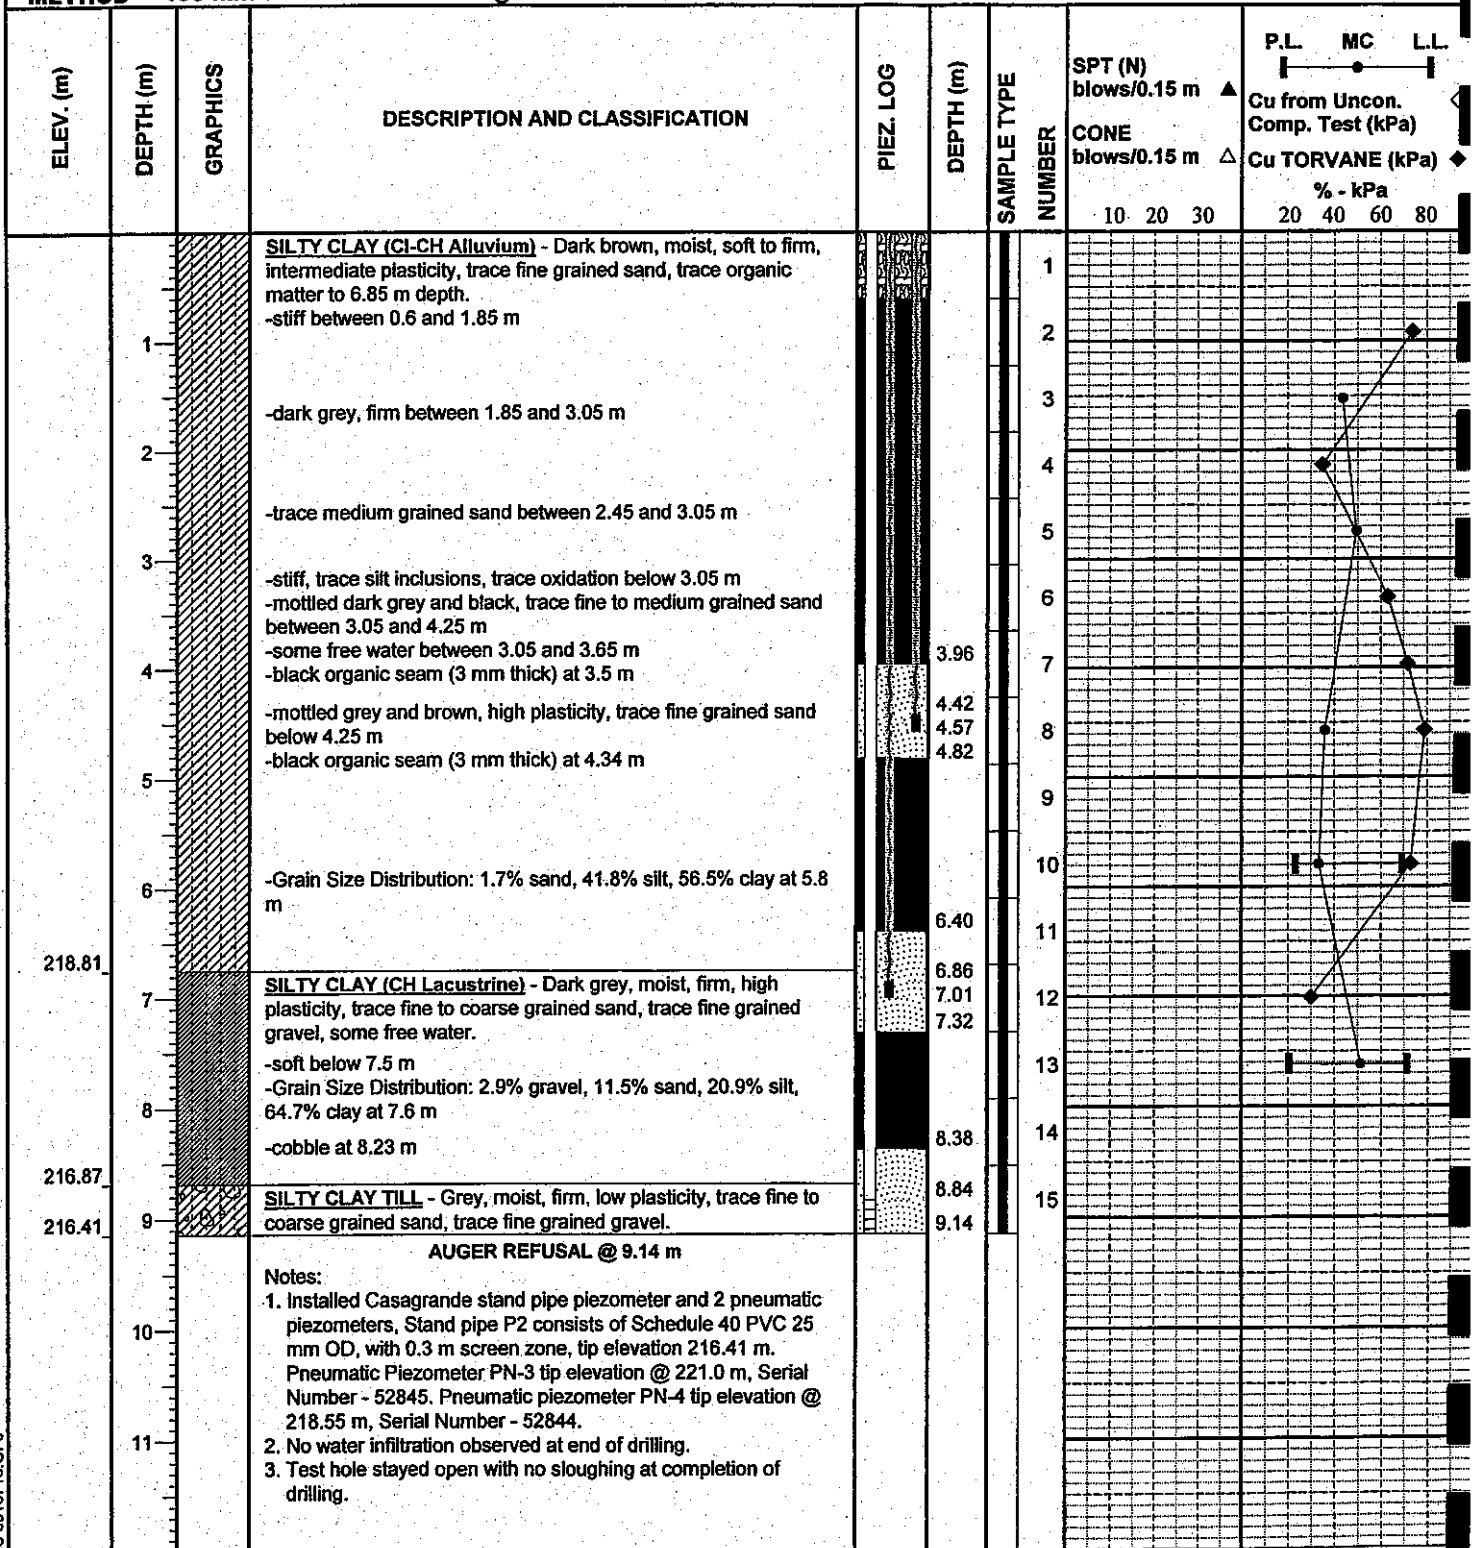 ELEV. (m)
DEPTH (m)
GRAPHICS
DESCRIPTION AND CLASSIFICATION
PIEZ. LOG
DEPTH (m)
SAMPLE TYPE
NUMBER
SPT (N)
blows/0.15 m ▲
CONE
blows/0.15 m △
10 20 30
P.L. MC L.L.
Cu from Uncon.
Comp. Test (kPa)
Cu TORVANE (kPa) ◆
% - kPa
20 40 60 80
SILTY CLAY (CI-CH Alluvium) - Dark brown, moist, soft to firm,
intermediate plasticity, trace fine grained sand, trace organic
matter to 6.85 m depth.
-stiff between 0.6 and 1.85 m
-dark grey, firm between 1.85 and 3.05 m
-trace medium grained sand between 2.45 and 3.05 m
-stiff, trace silt inclusions, trace oxidation below 3.05 m
-mottled dark grey and black, trace fine to medium grained sand
between 3.05 and 4.25 m
-some free water between 3.05 and 3.65 m
-black organic seam (3 mm thick) at 3.5 m
-mottled grey and brown, high plasticity, trace fine grained sand
below 4.25 m
-black organic seam (3 mm thick) at 4.34 m
-Grain Size Distribution: 1.7% sand, 41.8% silt, 56.5% clay at 5.8
m
SILTY CLAY (CH Lacustrine) - Dark grey, moist, firm, high
plasticity, trace fine to coarse grained sand, trace fine grained
gravel, some free water.
-soft below 7.5 m
-Grain Size Distribution: 2.9% gravel, 11.5% sand, 20.9% silt,
64.7% clay at 7.6 m
-cobble at 8.23 m
SILTY CLAY TILL - Grey, moist, firm, low plasticity, trace fine to
coarse grained sand, trace fine grained gravel.
AUGER REFUSAL @ 9.14 m
Notes:
1. Installed Casagrande stand pipe piezometer and 2 pneumatic
piezometers, Stand pipe P2 consists of Schedule 40 PVC 25
mm OD, with 0.3 m screen zone, tip elevation 216.41 m.
Pneumatic Piezometer PN-3 tip elevation @ 221.0 m, Serial
Number - 52845. Pneumatic piezometer PN-4 tip elevation @
218.55 m, Serial Number - 52844.
2. No water infiltration observed at end of drilling.
3. Test hole stayed open with no sloughing at completion of
drilling.
218.81
216.87
216.41
1
2
3
4
5
6
7
8
9
10
11
3.96
4.42
4.57
4.82
6.40
6.86
7.01
7.32
8.38
8.84
9.14
1
2
3
4
5
6
7
8
9
10
11
12
13
14
15